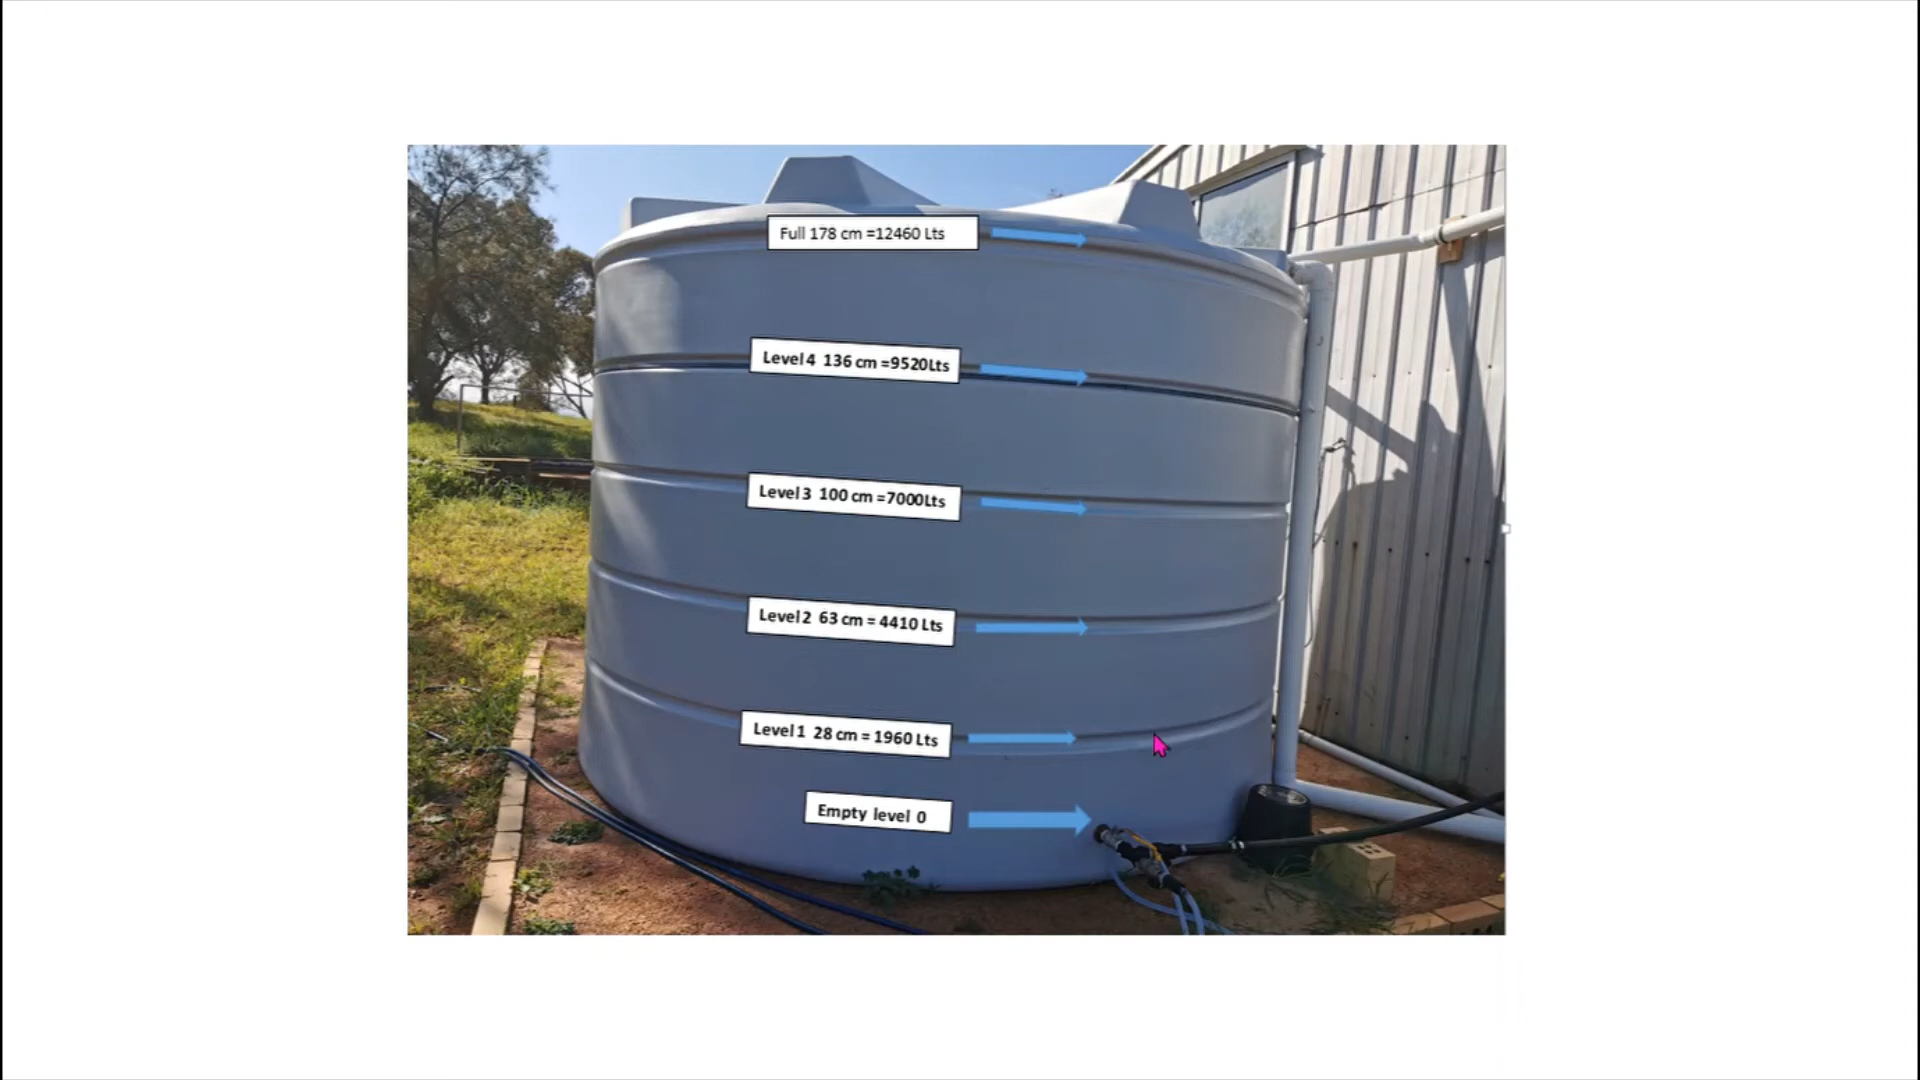 Full 178 cm =12460 Lts
Level 4 136 cm =9520Lts
Level 3 100 cm =7000Lts
Level 2 63 cm = 4410 Lts
Level 1 28 cm = 1960 Lts
Empty level 0